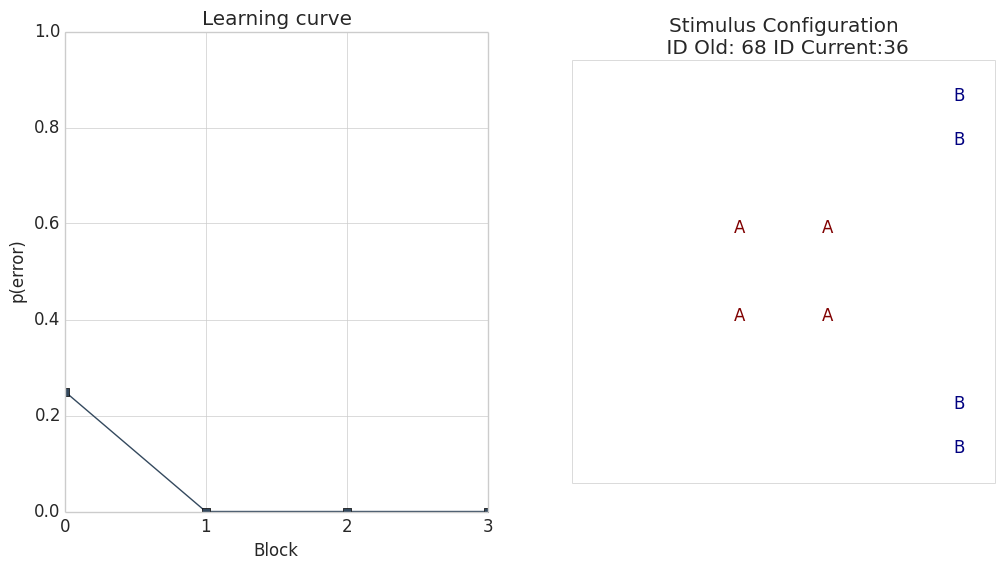 Learning curve
1.0
0.8
0.6
0.4
0.2
0.0
p(error)
0 1 2 3
Block
Stimulus Configuration
ID Old: 68 ID Current:36
B
B
A A
A A
B
B